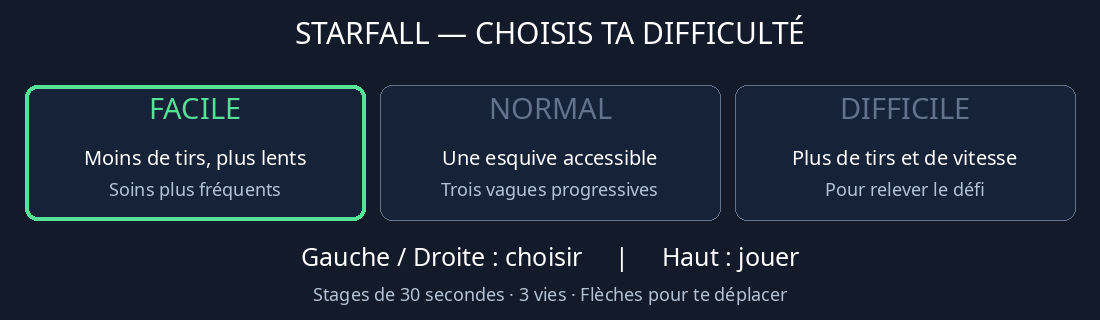 STARFALL — CHOISIS TA DIFFICULTÉ
FACILE
Moins de tirs, plus lents
Soins plus fréquents
NORMAL
Une esquive accessible
Trois vagues progressives
DIFFICILE
Plus de tirs et de vitesse
Pour relever le défi
Gauche / Droite : choisir | Haut : jouer
Stages de 30 secondes · 3 vies · Flèches pour te déplacer